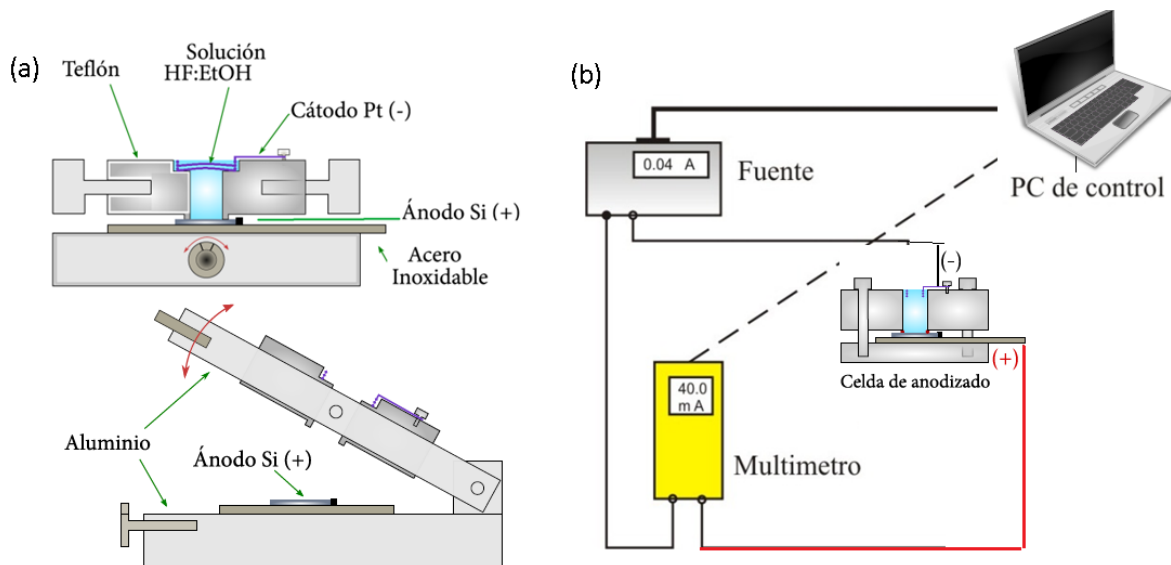 (a)
Teflón
Solución
HF:EtOH
Cátodo Pt (-)
Ánodo Si (+)
Acero
Inoxidable
Aluminio
Ánodo Si (+)
(b)
0.04 A
Fuente
PC de control
(-)
(+)
Celda de anodizado
40.0
m A
Multimetro